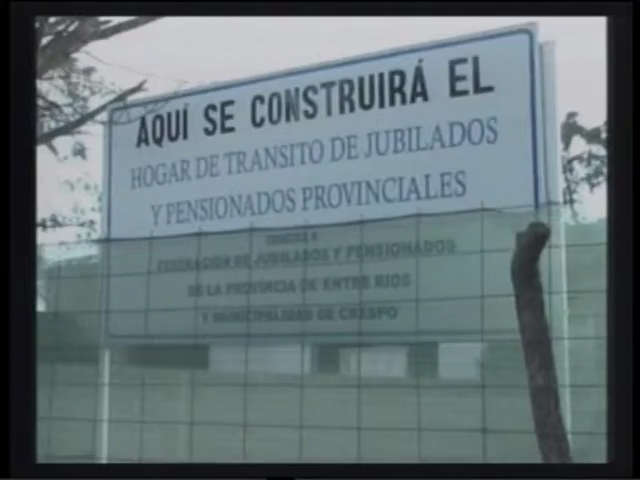 AQUÍ SE CONSTRUIRÁ EL
HOGAR DE TRANSITO DE JUBILADOS
Y PENSIONADOS PROVINCIALES
FEDERACION DE JUBILADOS Y PENSIONADOS
DE LA PROVINCIA DE ENTRE RIOS
Y MUNICIPALIDAD DE CRESPO